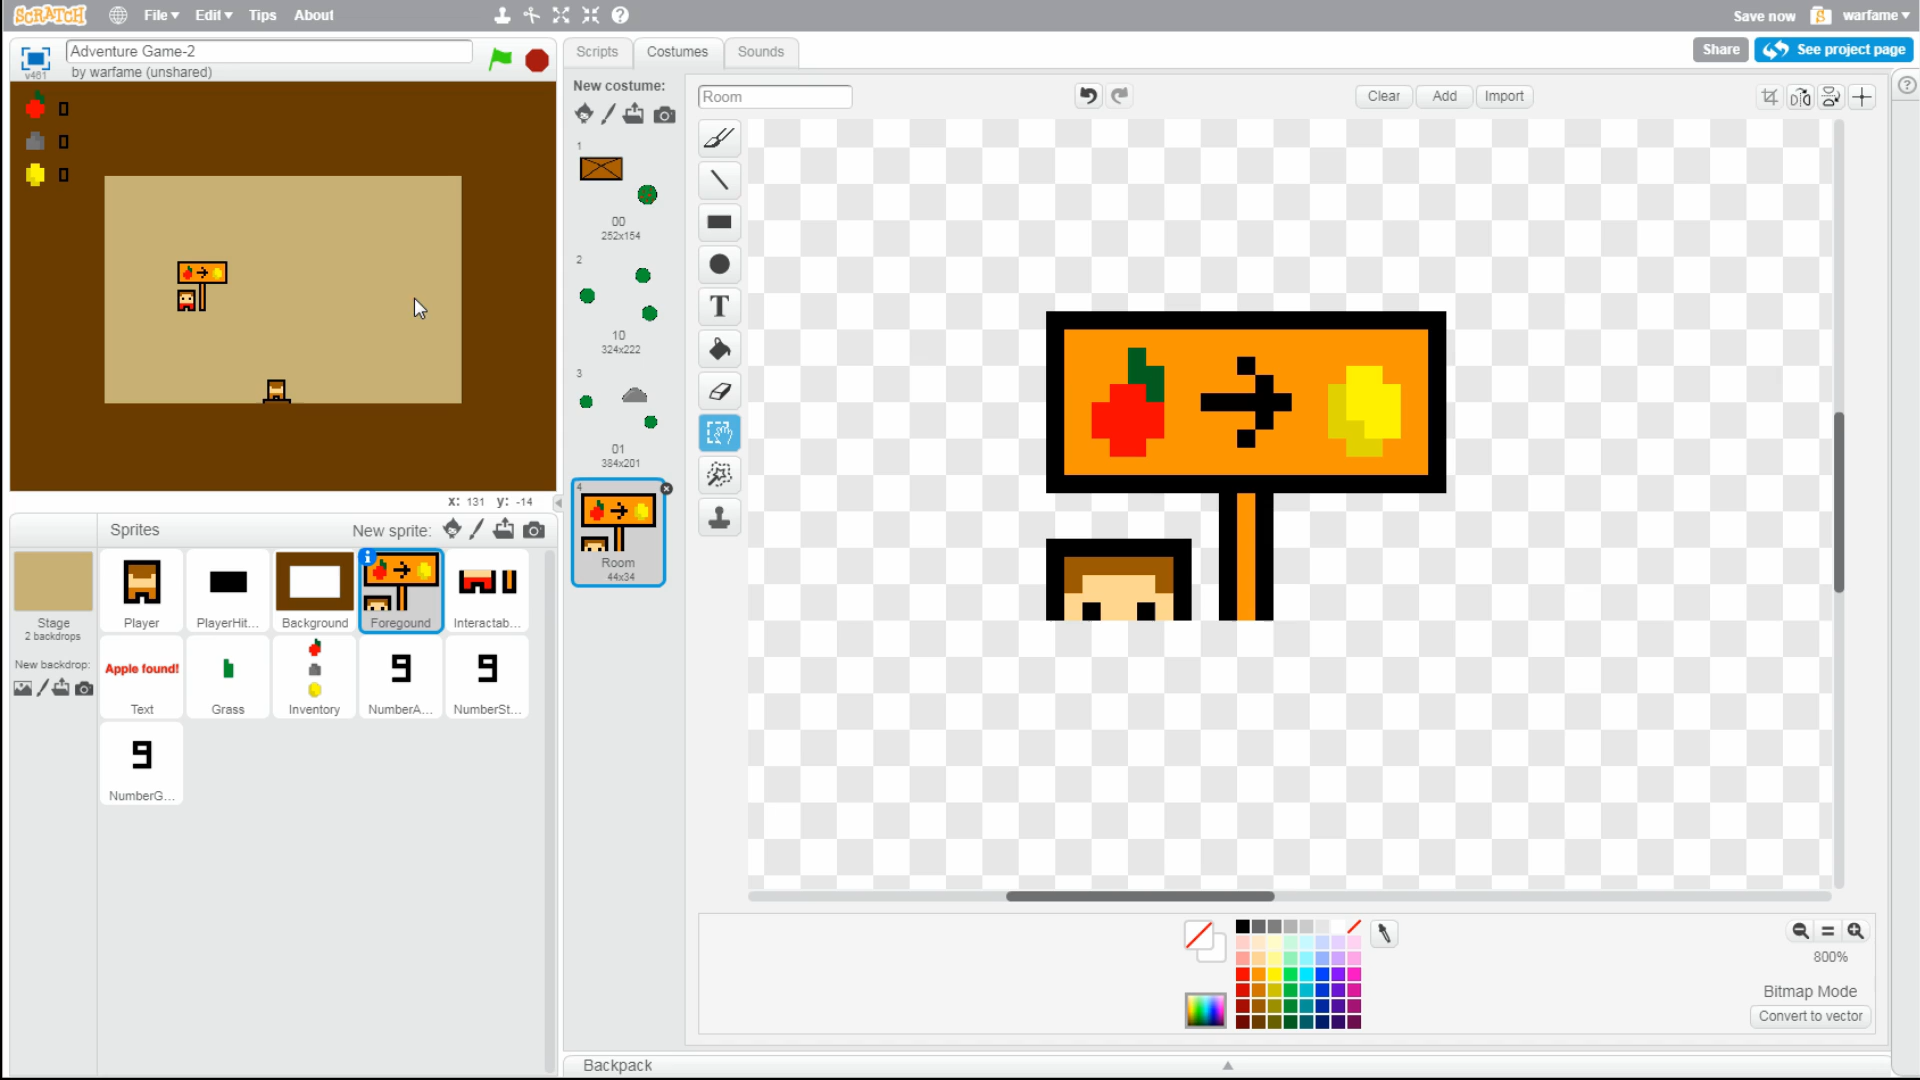 SCRATCH File▾ Edit▾ Tips About Save now S warfame▾
v461 Adventure Game-2
by warfame (unshared)
Scripts Costumes Sounds Share See project page
New costume:
Room Clear Add Import
1
00
252x154
2
10
324x222
3
01
384x201
4
Room
44x34
0
0
0
T
x: 131 y: -14
Sprites New sprite:
Stage
2 backdrops
New backdrop:
Player PlayerHit... Background Foregound Interactab...
Apple found! 9 9
Text Grass Inventory NumberA... NumberSt...
9
NumberG...
800%
Bitmap Mode
Convert to vector
Backpack